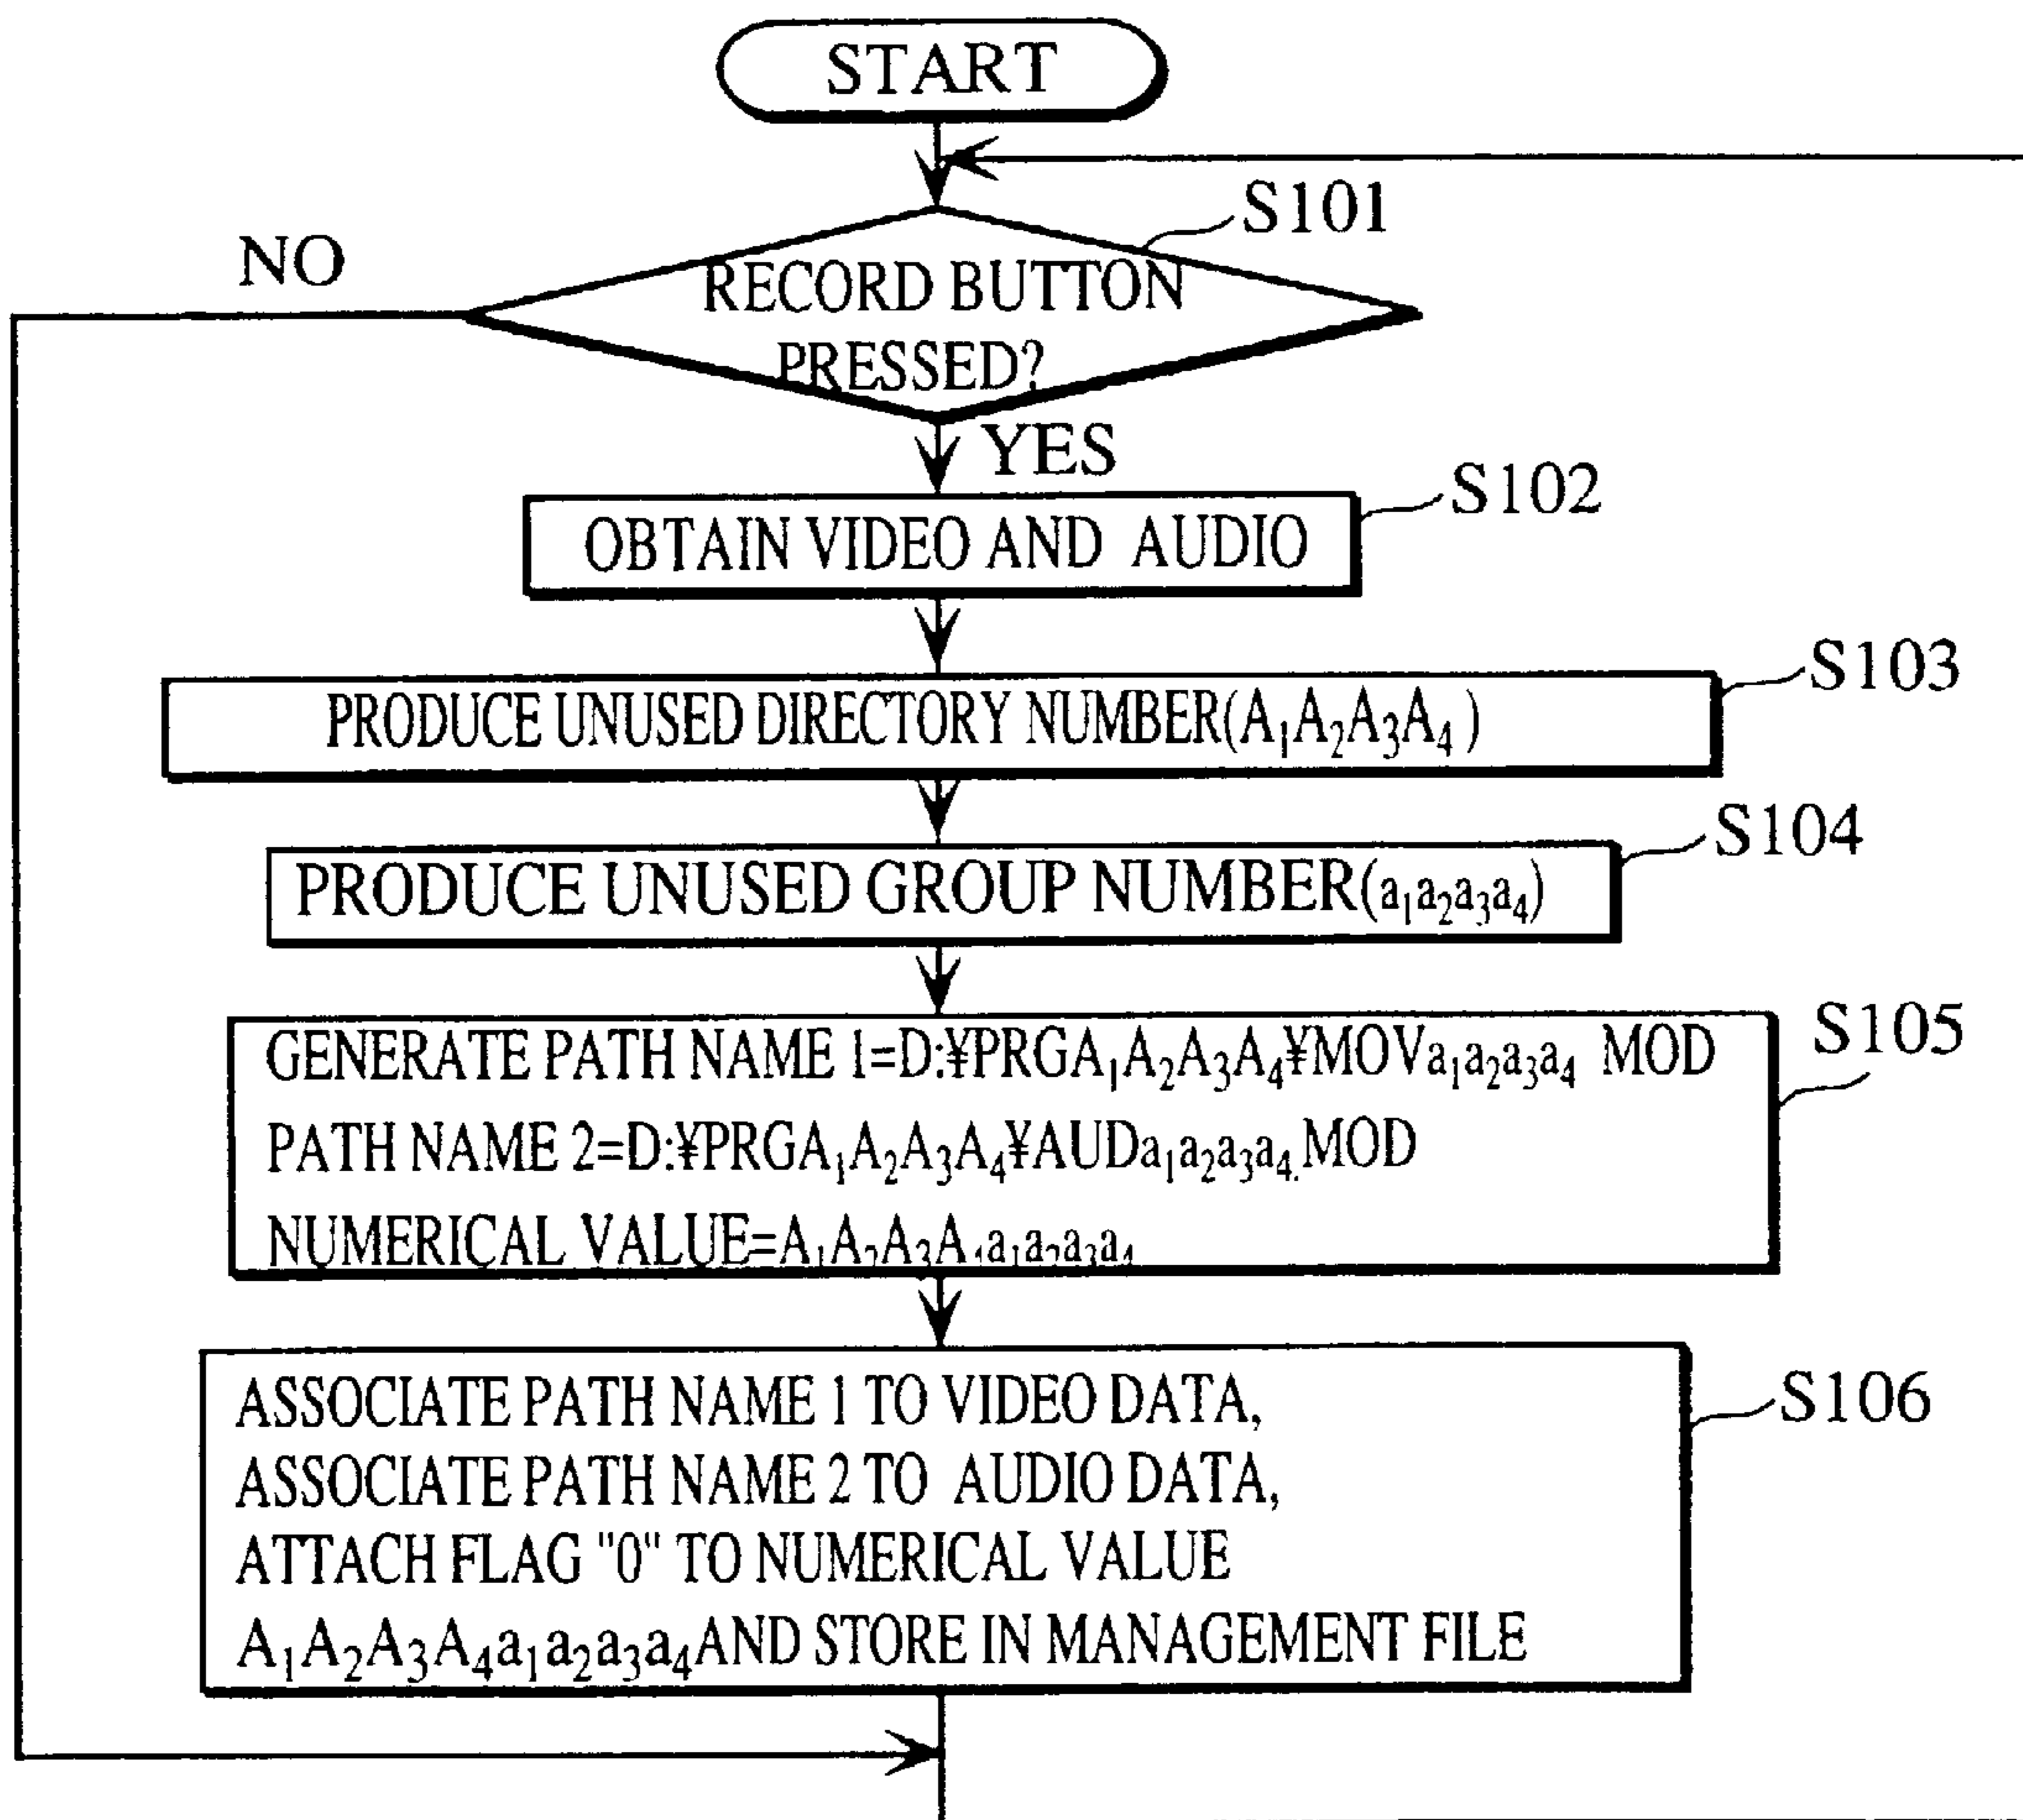 START
S101
NO
RECORD BUTTON
PRESSED?
YES
S102
OBTAIN VIDEO AND AUDIO
S103
PRODUCE UNUSED DIRECTORY NUMBER(A₁A₂A₃A₄)
S104
PRODUCE UNUSED GROUP NUMBER(a₁a₂a₃a₄)
S105
GENERATE PATH NAME 1=D:¥PRGA₁A₂A₃A₄¥MOVa₁a₂a₃a₄ MOD
PATH NAME 2=D:¥PRGA₁A₂A₃A₄¥AUDa₁a₂a₃a₄.MOD
NUMERICAL VALUE=A₁A₂A₃A₄a₁a₂a₃a₄
S106
ASSOCIATE PATH NAME 1 TO VIDEO DATA,
ASSOCIATE PATH NAME 2 TO AUDIO DATA,
ATTACH FLAG "0" TO NUMERICAL VALUE
A₁A₂A₃A₄a₁a₂a₃a₄AND STORE IN MANAGEMENT FILE